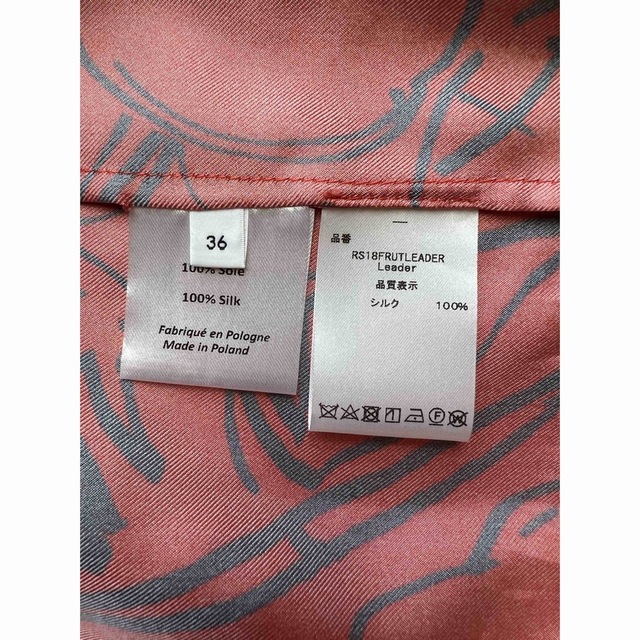 36
100% Soie
100% Silk
Fabriqué en Pologne
Made in Poland
品番
RS18FRUTLEADER
Leader
品質表示
シルク 100%